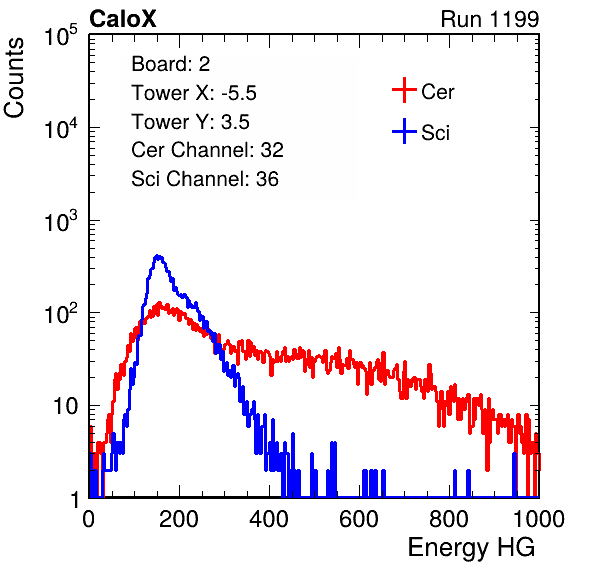 CaloX Run 1199
Counts
10^5
10^4
10^3
10^2
10
1
Board: 2
Tower X: -5.5
Tower Y: 3.5
Cer Channel: 32
Sci Channel: 36
Cer
Sci
0 200 400 600 800 1000
Energy HG